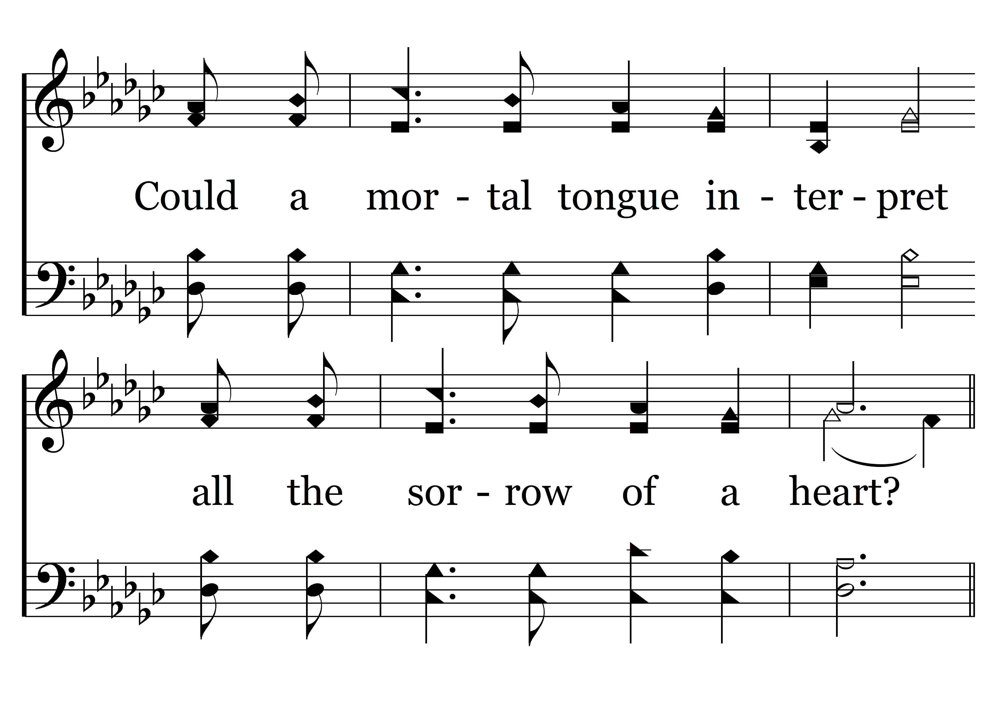 Could a mor - tal tongue in - ter - pret
all the sor - row of a heart?